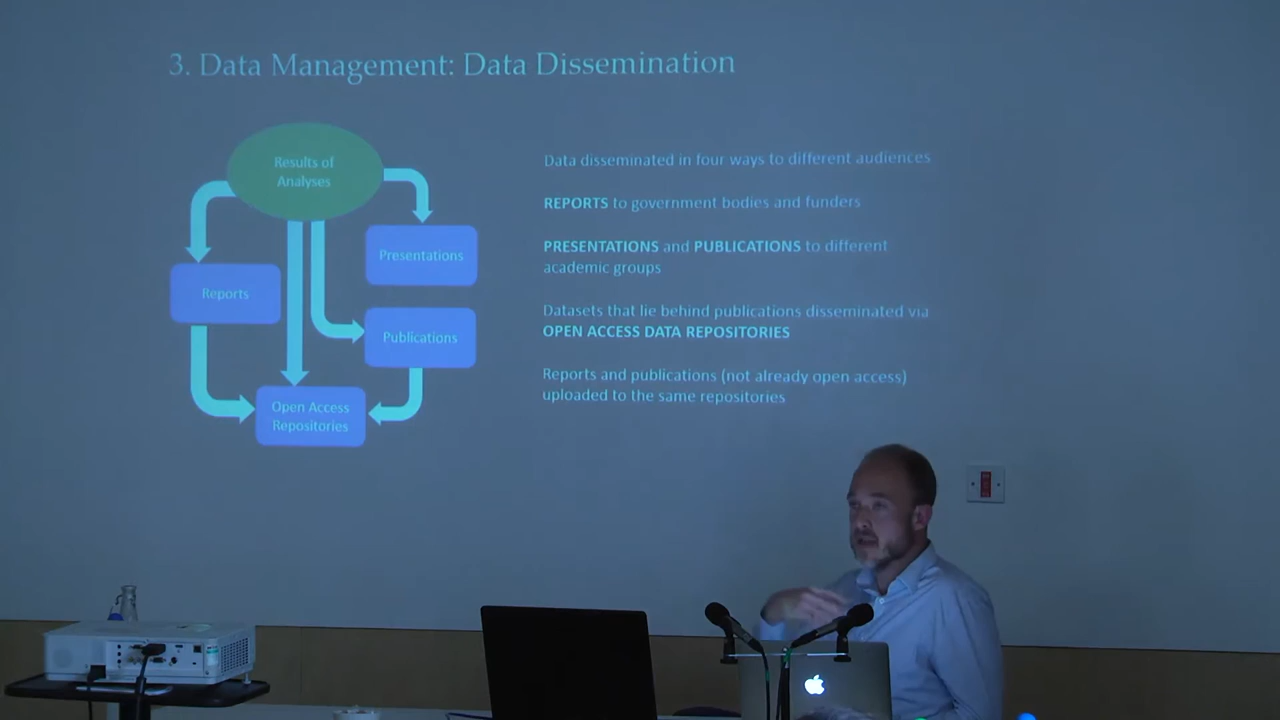 3. Data Management: Data Dissemination
Results of
Analyses
Presentations
Reports
Publications
Open Access
Repositories
Data disseminated in four ways to different audiences
REPORTS to government bodies and funders
PRESENTATIONS and PUBLICATIONS to different
academic groups
Datasets that lie behind publications disseminated via
OPEN ACCESS DATA REPOSITORIES
Reports and publications (not already open access)
uploaded to the same repositories